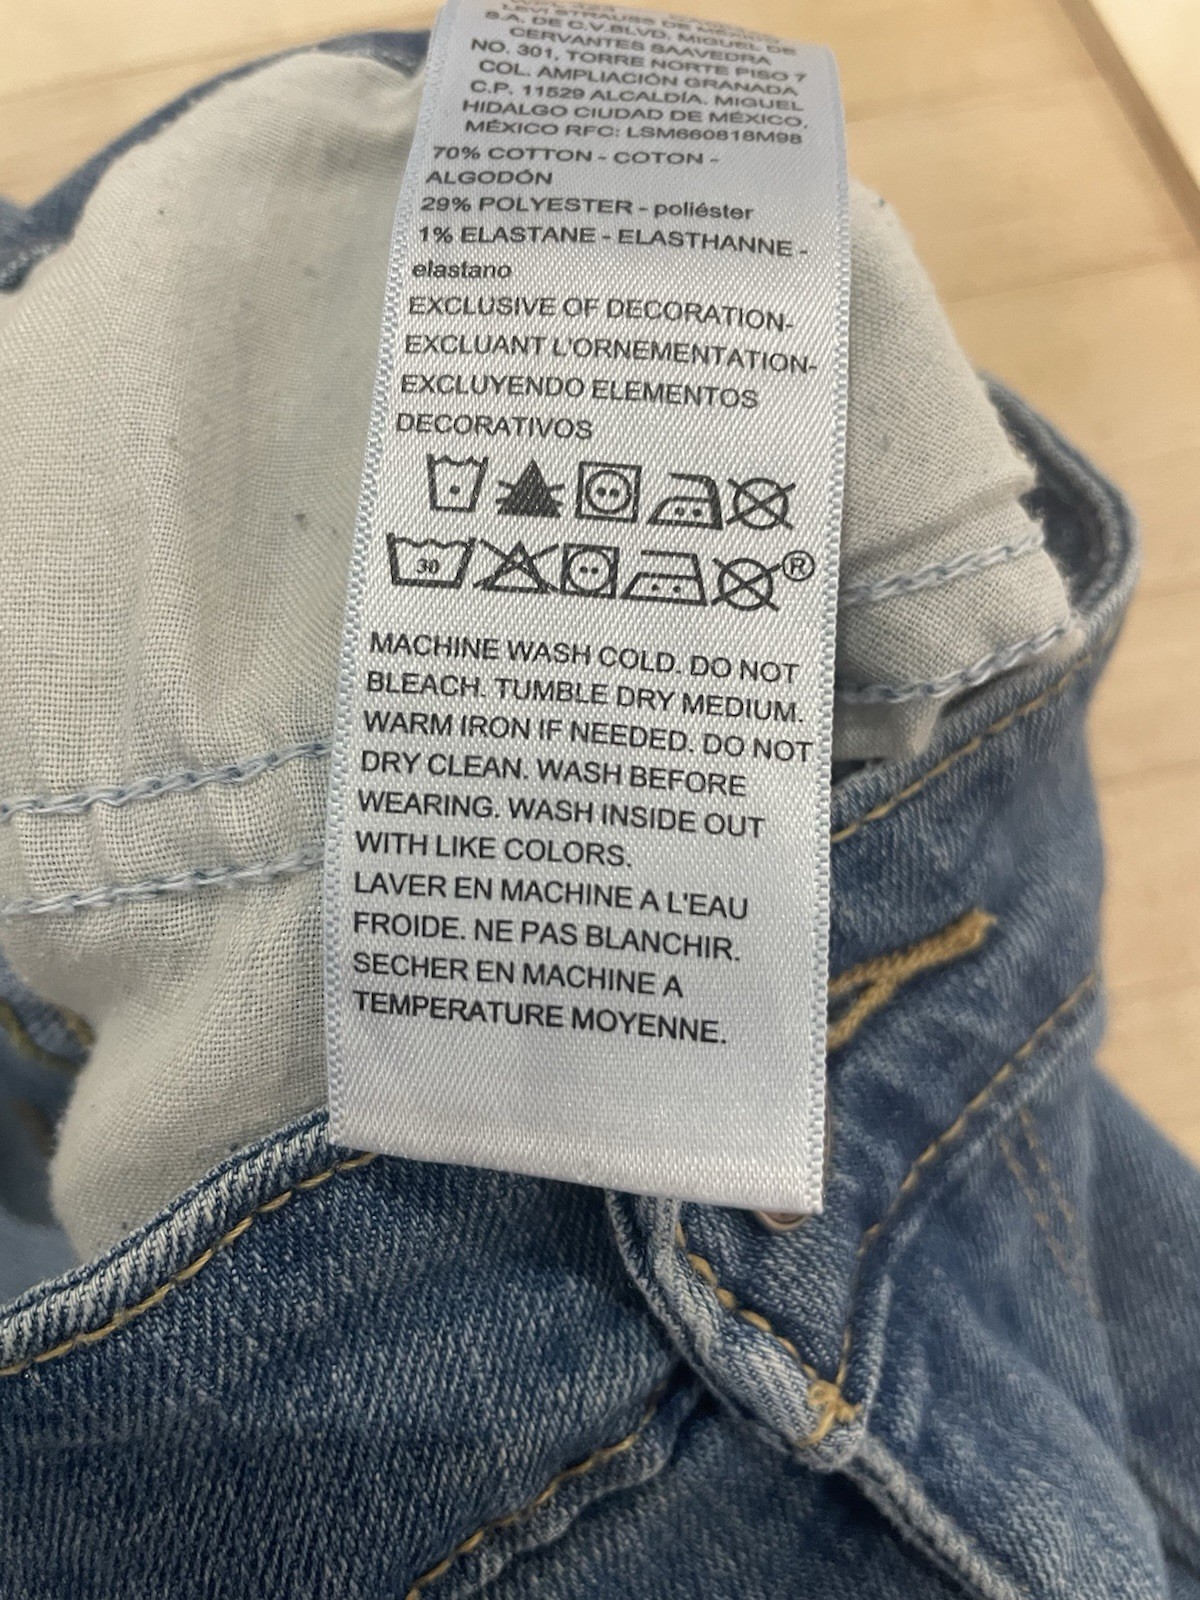 LEVI STRAUSS DE MÉXICO
S.A. DE C.V.BLVD. MIGUEL DE
CERVANTES SAAVEDRA
NO. 301, TORRE NORTE PISO 7
COL. AMPLIACIÓN GRANADA
C.P. 11529 ALCALDÍA. MIGUEL
HIDALGO CIUDAD DE MÉXICO,
MÉXICO RFC: LSM660818M98
70% COTTON - COTON -
ALGODÓN
29% POLYESTER - poliéster
1% ELASTANE - ELASTHANNE -
elastano
EXCLUSIVE OF DECORATION-
EXCLUANT L'ORNEMENTATION-
EXCLUYENDO ELEMENTOS
DECORATIVOS
30 ®
MACHINE WASH COLD. DO NOT
BLEACH. TUMBLE DRY MEDIUM.
WARM IRON IF NEEDED. DO NOT
DRY CLEAN. WASH BEFORE
WEARING. WASH INSIDE OUT
WITH LIKE COLORS.
LAVER EN MACHINE A L'EAU
FROIDE. NE PAS BLANCHIR.
SECHER EN MACHINE A
TEMPERATURE MOYENNE.